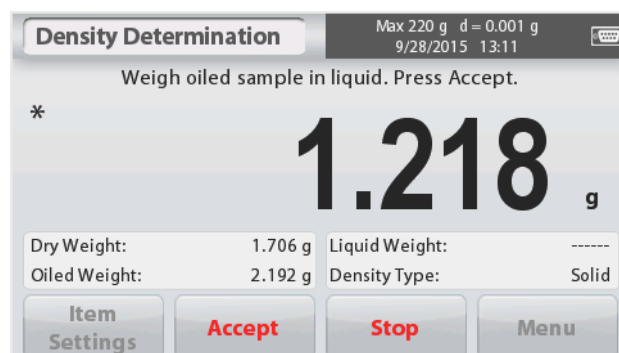 Density Determination
Max 220 g d = 0.001 g
9/28/2015 13:11
Weigh oiled sample in liquid. Press Accept.
*
1.218 g
Dry Weight: 1.706 g Liquid Weight: ------
Oiled Weight: 2.192 g Density Type: Solid
Item
Settings
Accept
Stop
Menu